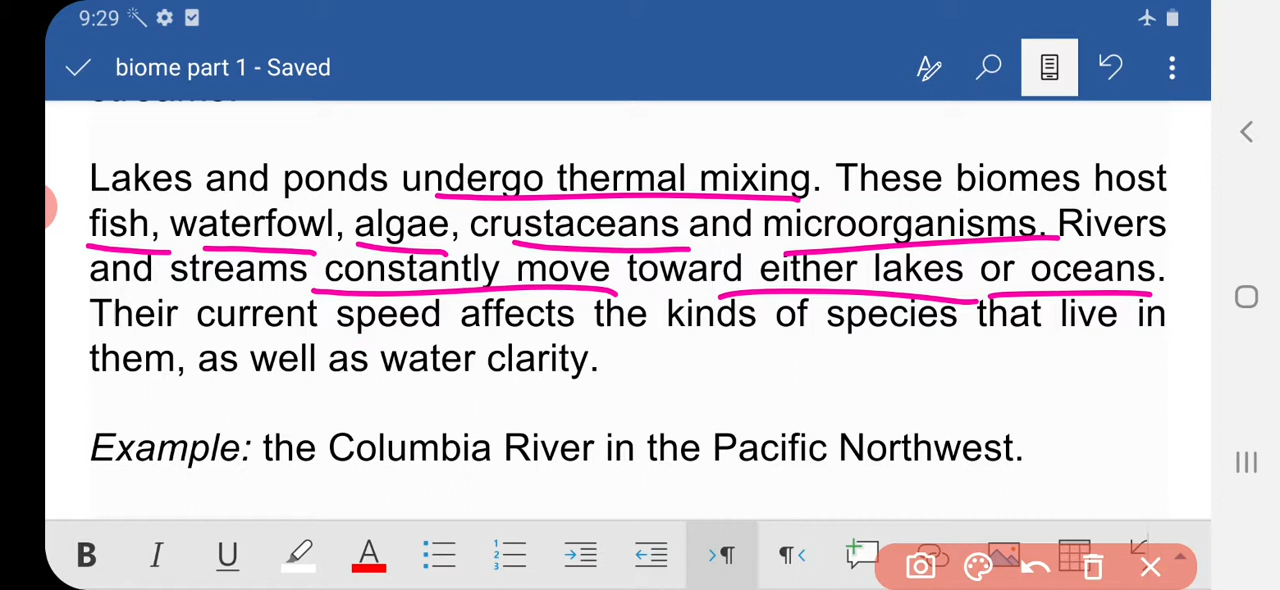 9:29
biome part 1 - Saved
Lakes and ponds undergo thermal mixing. These biomes host
fish, waterfowl, algae, crustaceans and microorganisms. Rivers
and streams constantly move toward either lakes or oceans.
Their current speed affects the kinds of species that live in
them, as well as water clarity.
Example: the Columbia River in the Pacific Northwest.
B I U A